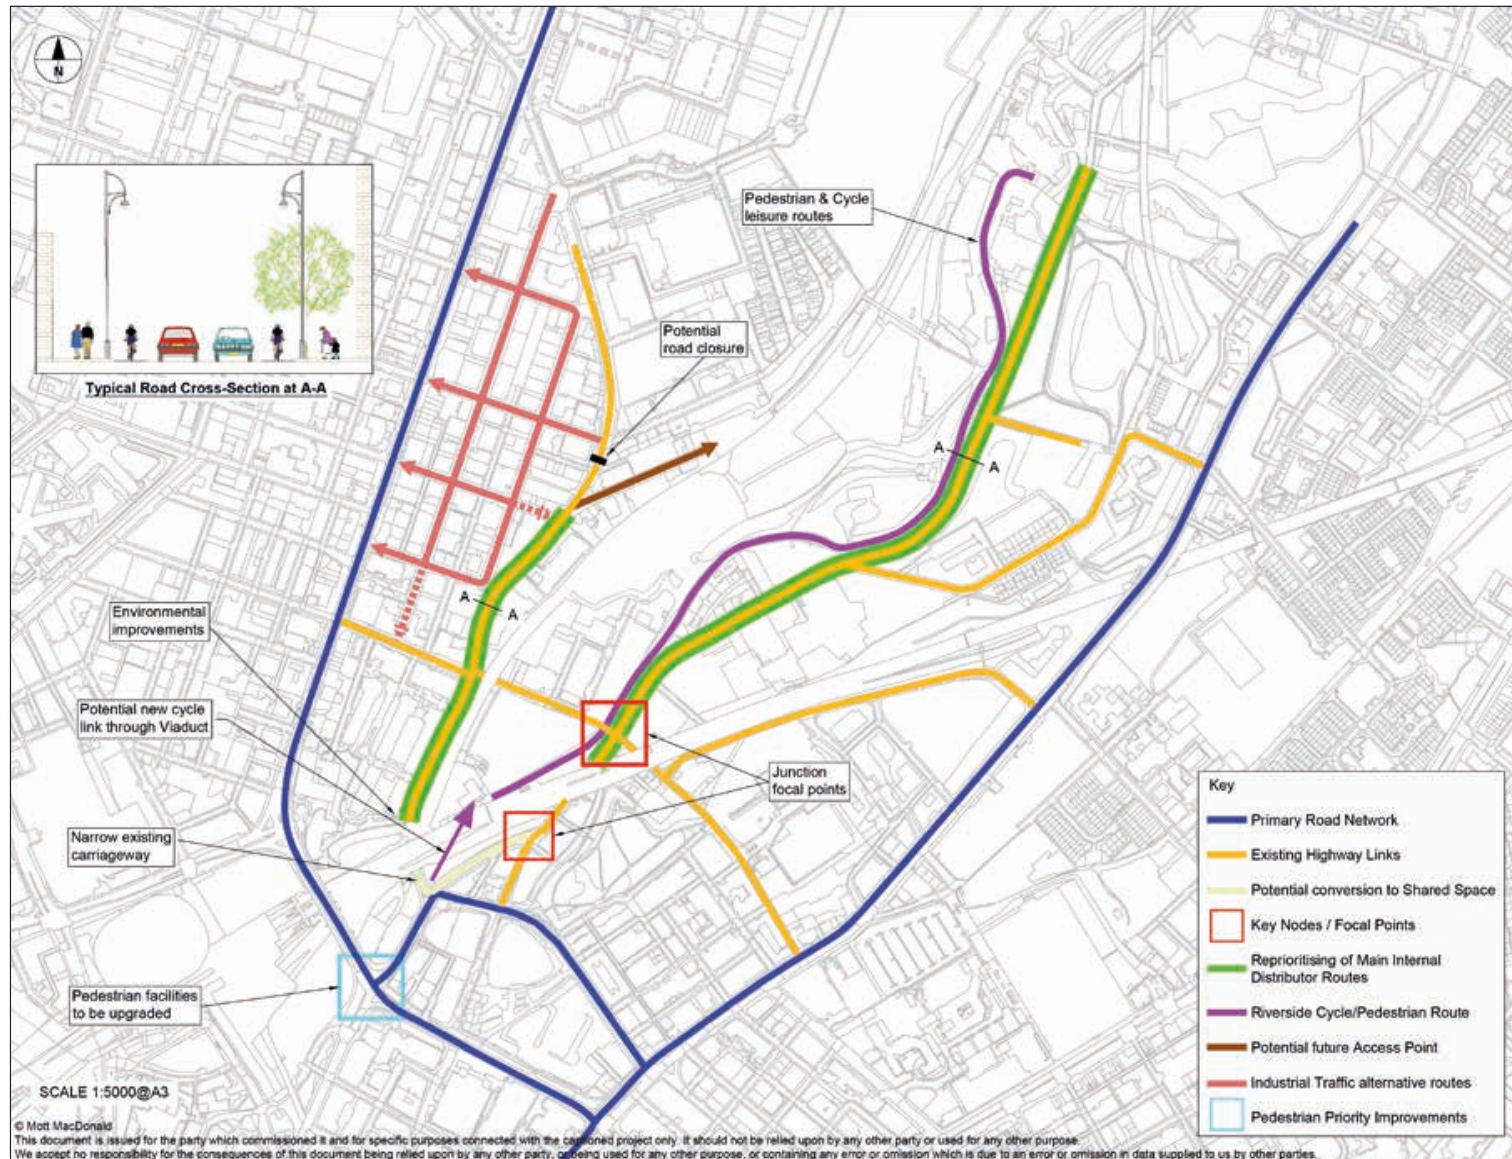 N
Pedestrian & Cycle
leisure routes
Potential
road closure
Typical Road Cross-Section at A-A
A
A
A
A
Environmental
improvements
Potential new cycle
link through Viaduct
Junction
focal points
Narrow existing
carriageway
Pedestrian facilities
to be upgraded
Key
Primary Road Network
Existing Highway Links
Potential conversion to Shared Space
Key Nodes / Focal Points
Reprioritising of Main Internal
Distributor Routes
Riverside Cycle/Pedestrian Route
Potential future Access Point
Industrial Traffic alternative routes
Pedestrian Priority Improvements
SCALE 1:5000@A3
© Mott MacDonald
This document is issued for the party which commissioned it and for specific purposes connected with the captioned project only. It should not be relied upon by any other party or used for any other purpose.
We accept no responsibility for the consequences of this document being relied upon by any other party, or being used for any other purpose, or containing any error or omission which is due to an error or omission in data supplied to us by other parties.